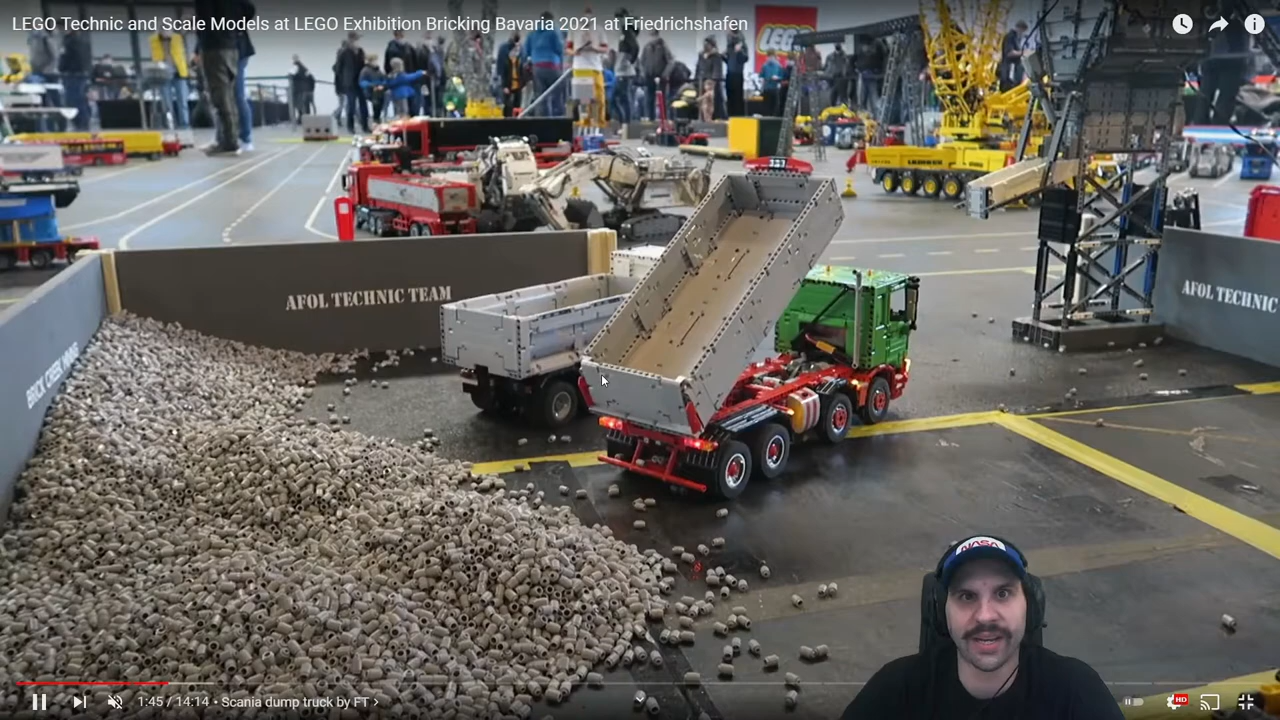 LEGO Technic and Scale Models at LEGO Exhibition Bricking Bavaria 2021 at Friedrichshafen
LEGO
AFOL TECHNIC TEAM
AFOL TECHNIC
NASA
1:45 / 14:14 • Scania dump truck by FT >
HD